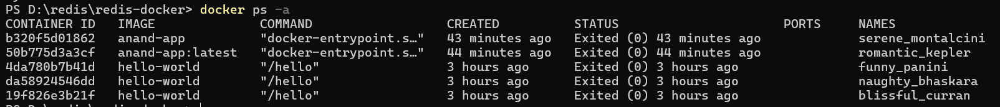 PS D:\redis\redis-docker> docker ps -a
CONTAINER ID   IMAGE              COMMAND                  CREATED          STATUS                      PORTS     NAMES
b320f5d01862   anand-app          "docker-entrypoint.s…"   43 minutes ago   Exited (0) 43 minutes ago             serene_montalcini
50b775d3a3cf   anand-app:latest   "docker-entrypoint.s…"   44 minutes ago   Exited (0) 44 minutes ago             romantic_kepler
4da780b7b41d   hello-world        "/hello"                 3 hours ago      Exited (0) 3 hours ago                funny_panini
da58924546dd   hello-world        "/hello"                 3 hours ago      Exited (0) 3 hours ago                naughty_bhaskara
19f826e3b21f   hello-world        "/hello"                 3 hours ago      Exited (0) 3 hours ago                blissful_curran